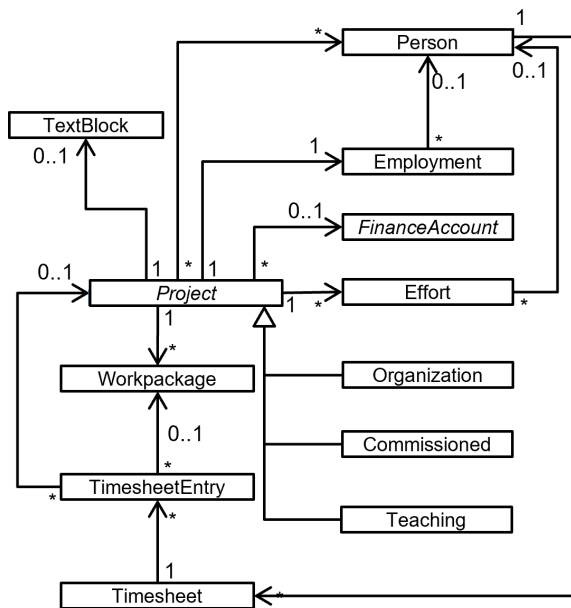 1
* Person
0..1 0..1
TextBlock
0..1
*
1 Employment
0..1 FinanceAccount
1 * 1 *
0..1
Project 1 * Effort *
1
*
Workpackage Organization
0..1
* Commissioned
TimesheetEntry
* *
Teaching
1
Timesheet *